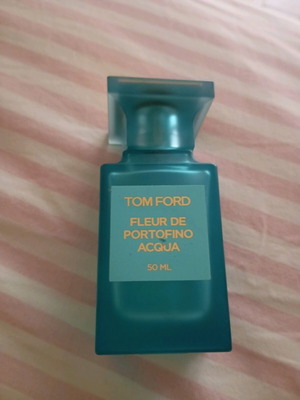 TOM FORD
FLEUR DE
PORTOFINO
ACQUA
50 ML